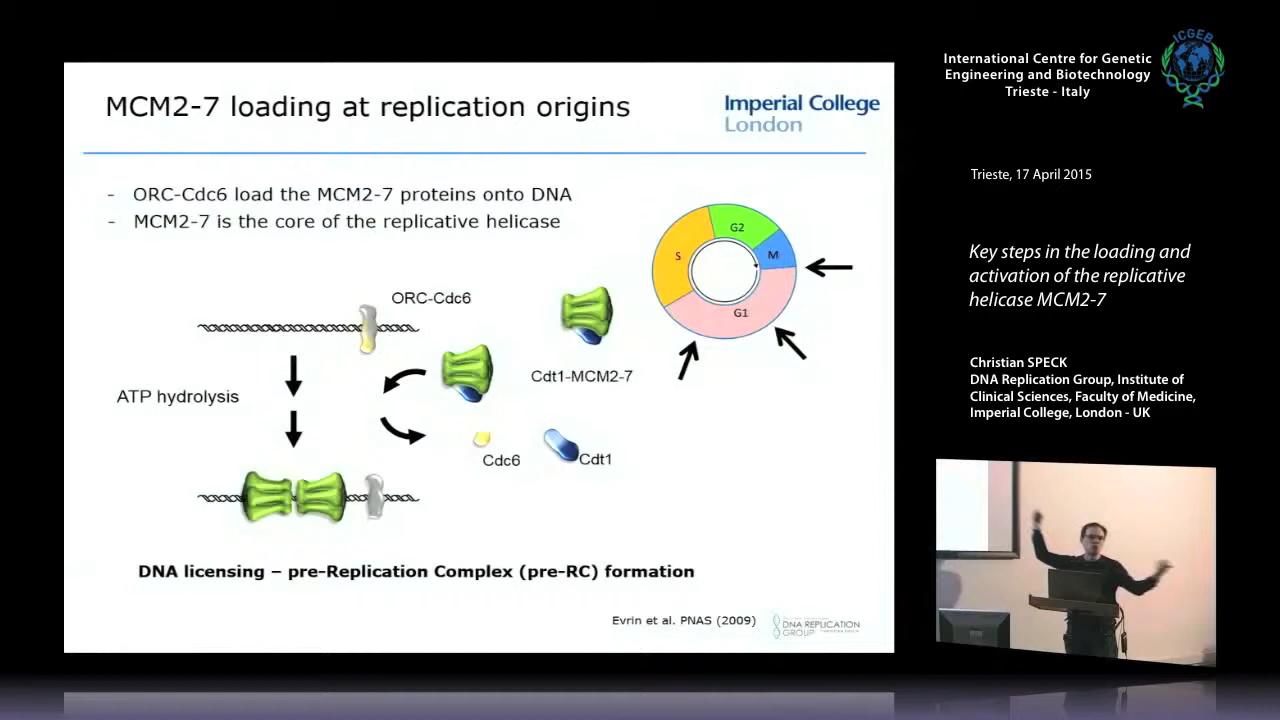 MCM2-7 loading at replication origins
Imperial College
London
- ORC-Cdc6 load the MCM2-7 proteins onto DNA
- MCM2-7 is the core of the replicative helicase
G2
S
M
G1
ORC-Cdc6
Cdt1-MCM2-7
ATP hydrolysis
Cdc6
Cdt1
DNA licensing – pre-Replication Complex (pre-RC) formation
Evrin et al. PNAS (2009)
DNA REPLICATION
GROUP
International Centre for Genetic
Engineering and Biotechnology
Trieste - Italy
ICGEB
Trieste, 17 April 2015
Key steps in the loading and
activation of the replicative
helicase MCM2-7
Christian SPECK
DNA Replication Group, Institute of
Clinical Sciences, Faculty of Medicine,
Imperial College, London - UK